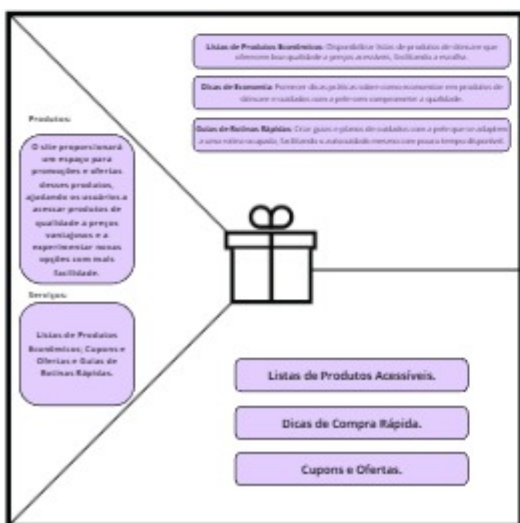 Listas de Produtos Econômicos: Disponibilizar listas de produtos de skincare que
oferecem boa qualidade a preços acessíveis, facilitando a escolha.
Dicas de Economia: Fornecer dicas práticas sobre como economizar em produtos de
skincare e cuidados com a pele sem comprometer a qualidade.
Guias de Rotinas Rápidas: Criar guias e planos de cuidados com a pele que se adaptem
a uma rotina ocupada, facilitando o autocuidado mesmo com pouco tempo disponível.
Produtos:
O site proporcionará
um espaço para
promoções e ofertas
desses produtos,
ajudando os usuários a
acessar produtos de
qualidade a preços
vantajosos e a
experimentar novas
opções com mais
facilidade.
Serviços:
Listas de Produtos
Econômicos; Cupons e
Ofertas e Guias de
Rotinas Rápidas.
Listas de Produtos Acessíveis.
Dicas de Compra Rápida.
Cupons e Ofertas.